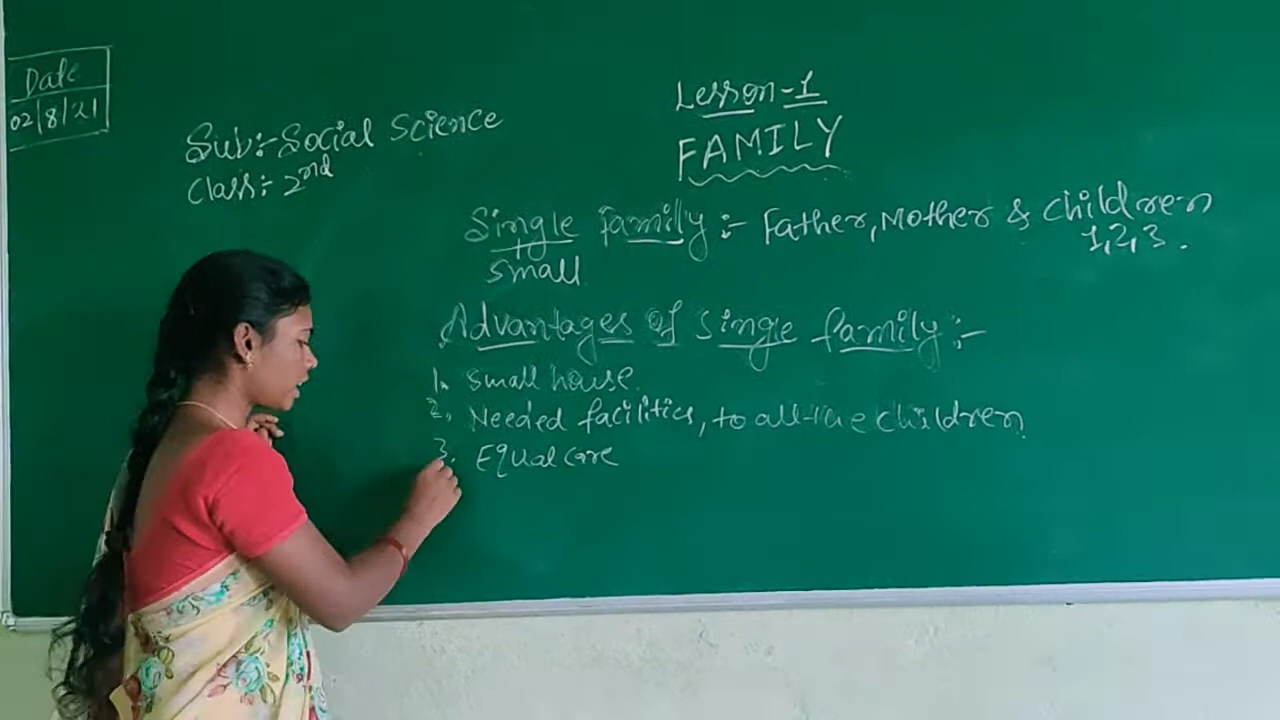 Date
02/8/21
Sub:- Social Science
Class:- 2nd
Lesson-1
FAMILY
Single family:- Father, Mother & children
1,2,3.
small
Advantages of single family:-
1. Small house.
2. Needed facilities, to all the children.
3. Equal care